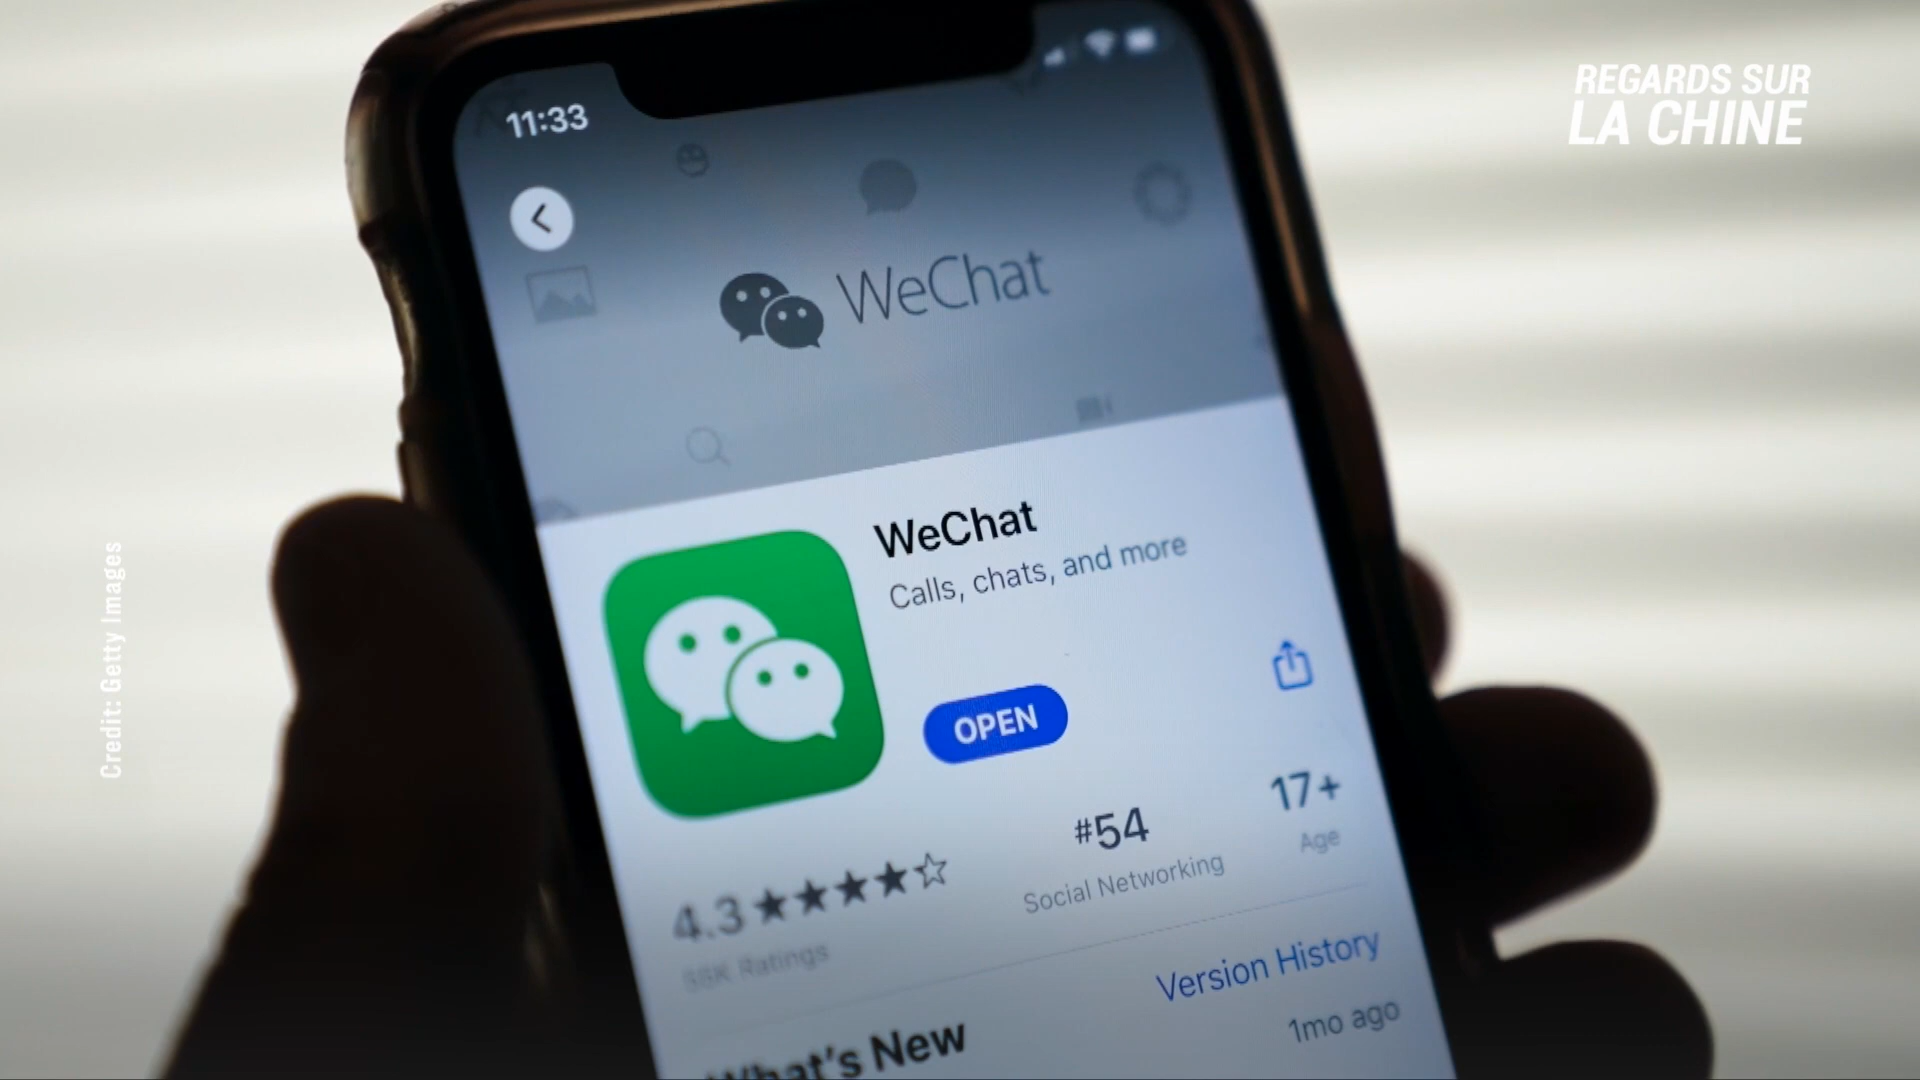 REGARDS SUR
LA CHINE
11:33
WeChat
WeChat
Calls, chats, and more
OPEN
4.3
#54
17+
Ratings
Social Networking
Age
Version History
What's New
1mo ago
Credit: Getty Images